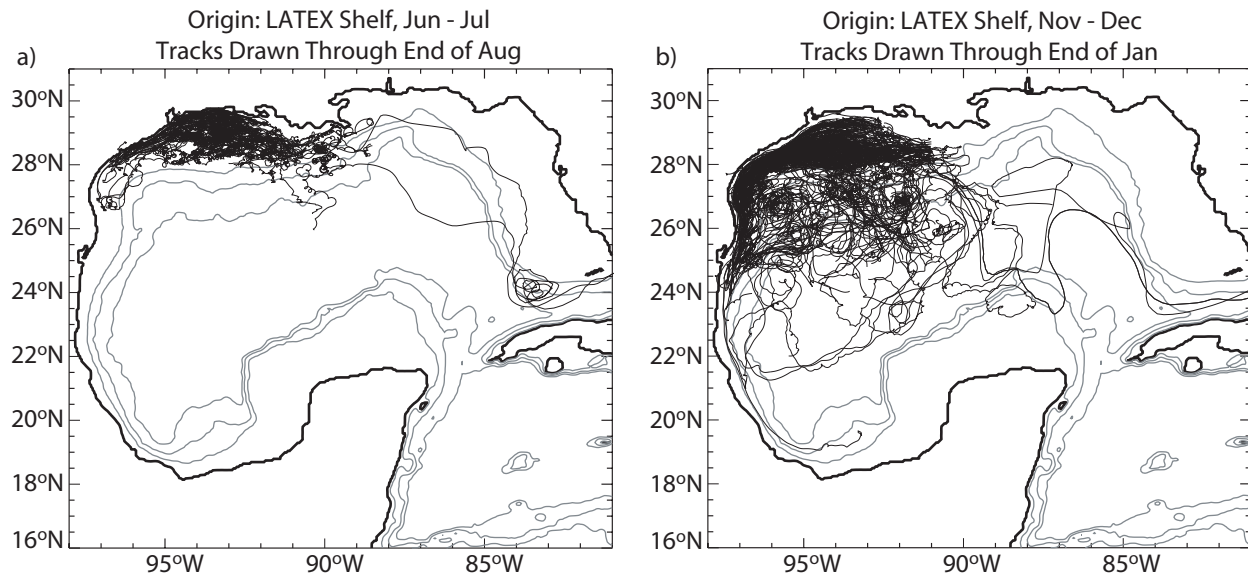 Origin: LATEX Shelf, Jun - Jul
Tracks Drawn Through End of Aug
a)
30ºN
28ºN
26ºN
24ºN
22ºN
20ºN
18ºN
16ºN
95ºW
90ºW
85ºW
Origin: LATEX Shelf, Nov - Dec
Tracks Drawn Through End of Jan
b)
30ºN
28ºN
26ºN
24ºN
22ºN
20ºN
18ºN
16ºN
95ºW
90ºW
85ºW